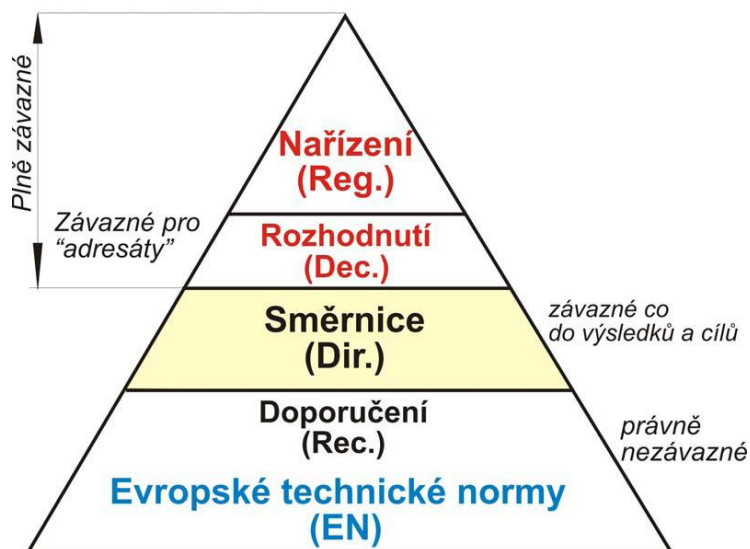 Plně závazné
Nařízení
(Reg.)
Závazné pro
“adresáty”
Rozhodnutí
(Dec.)
Směrnice
(Dir.)
závazné co
do výsledků a cílů
Doporučení
(Rec.)
právně
nezávazné
Evropské technické normy
(EN)